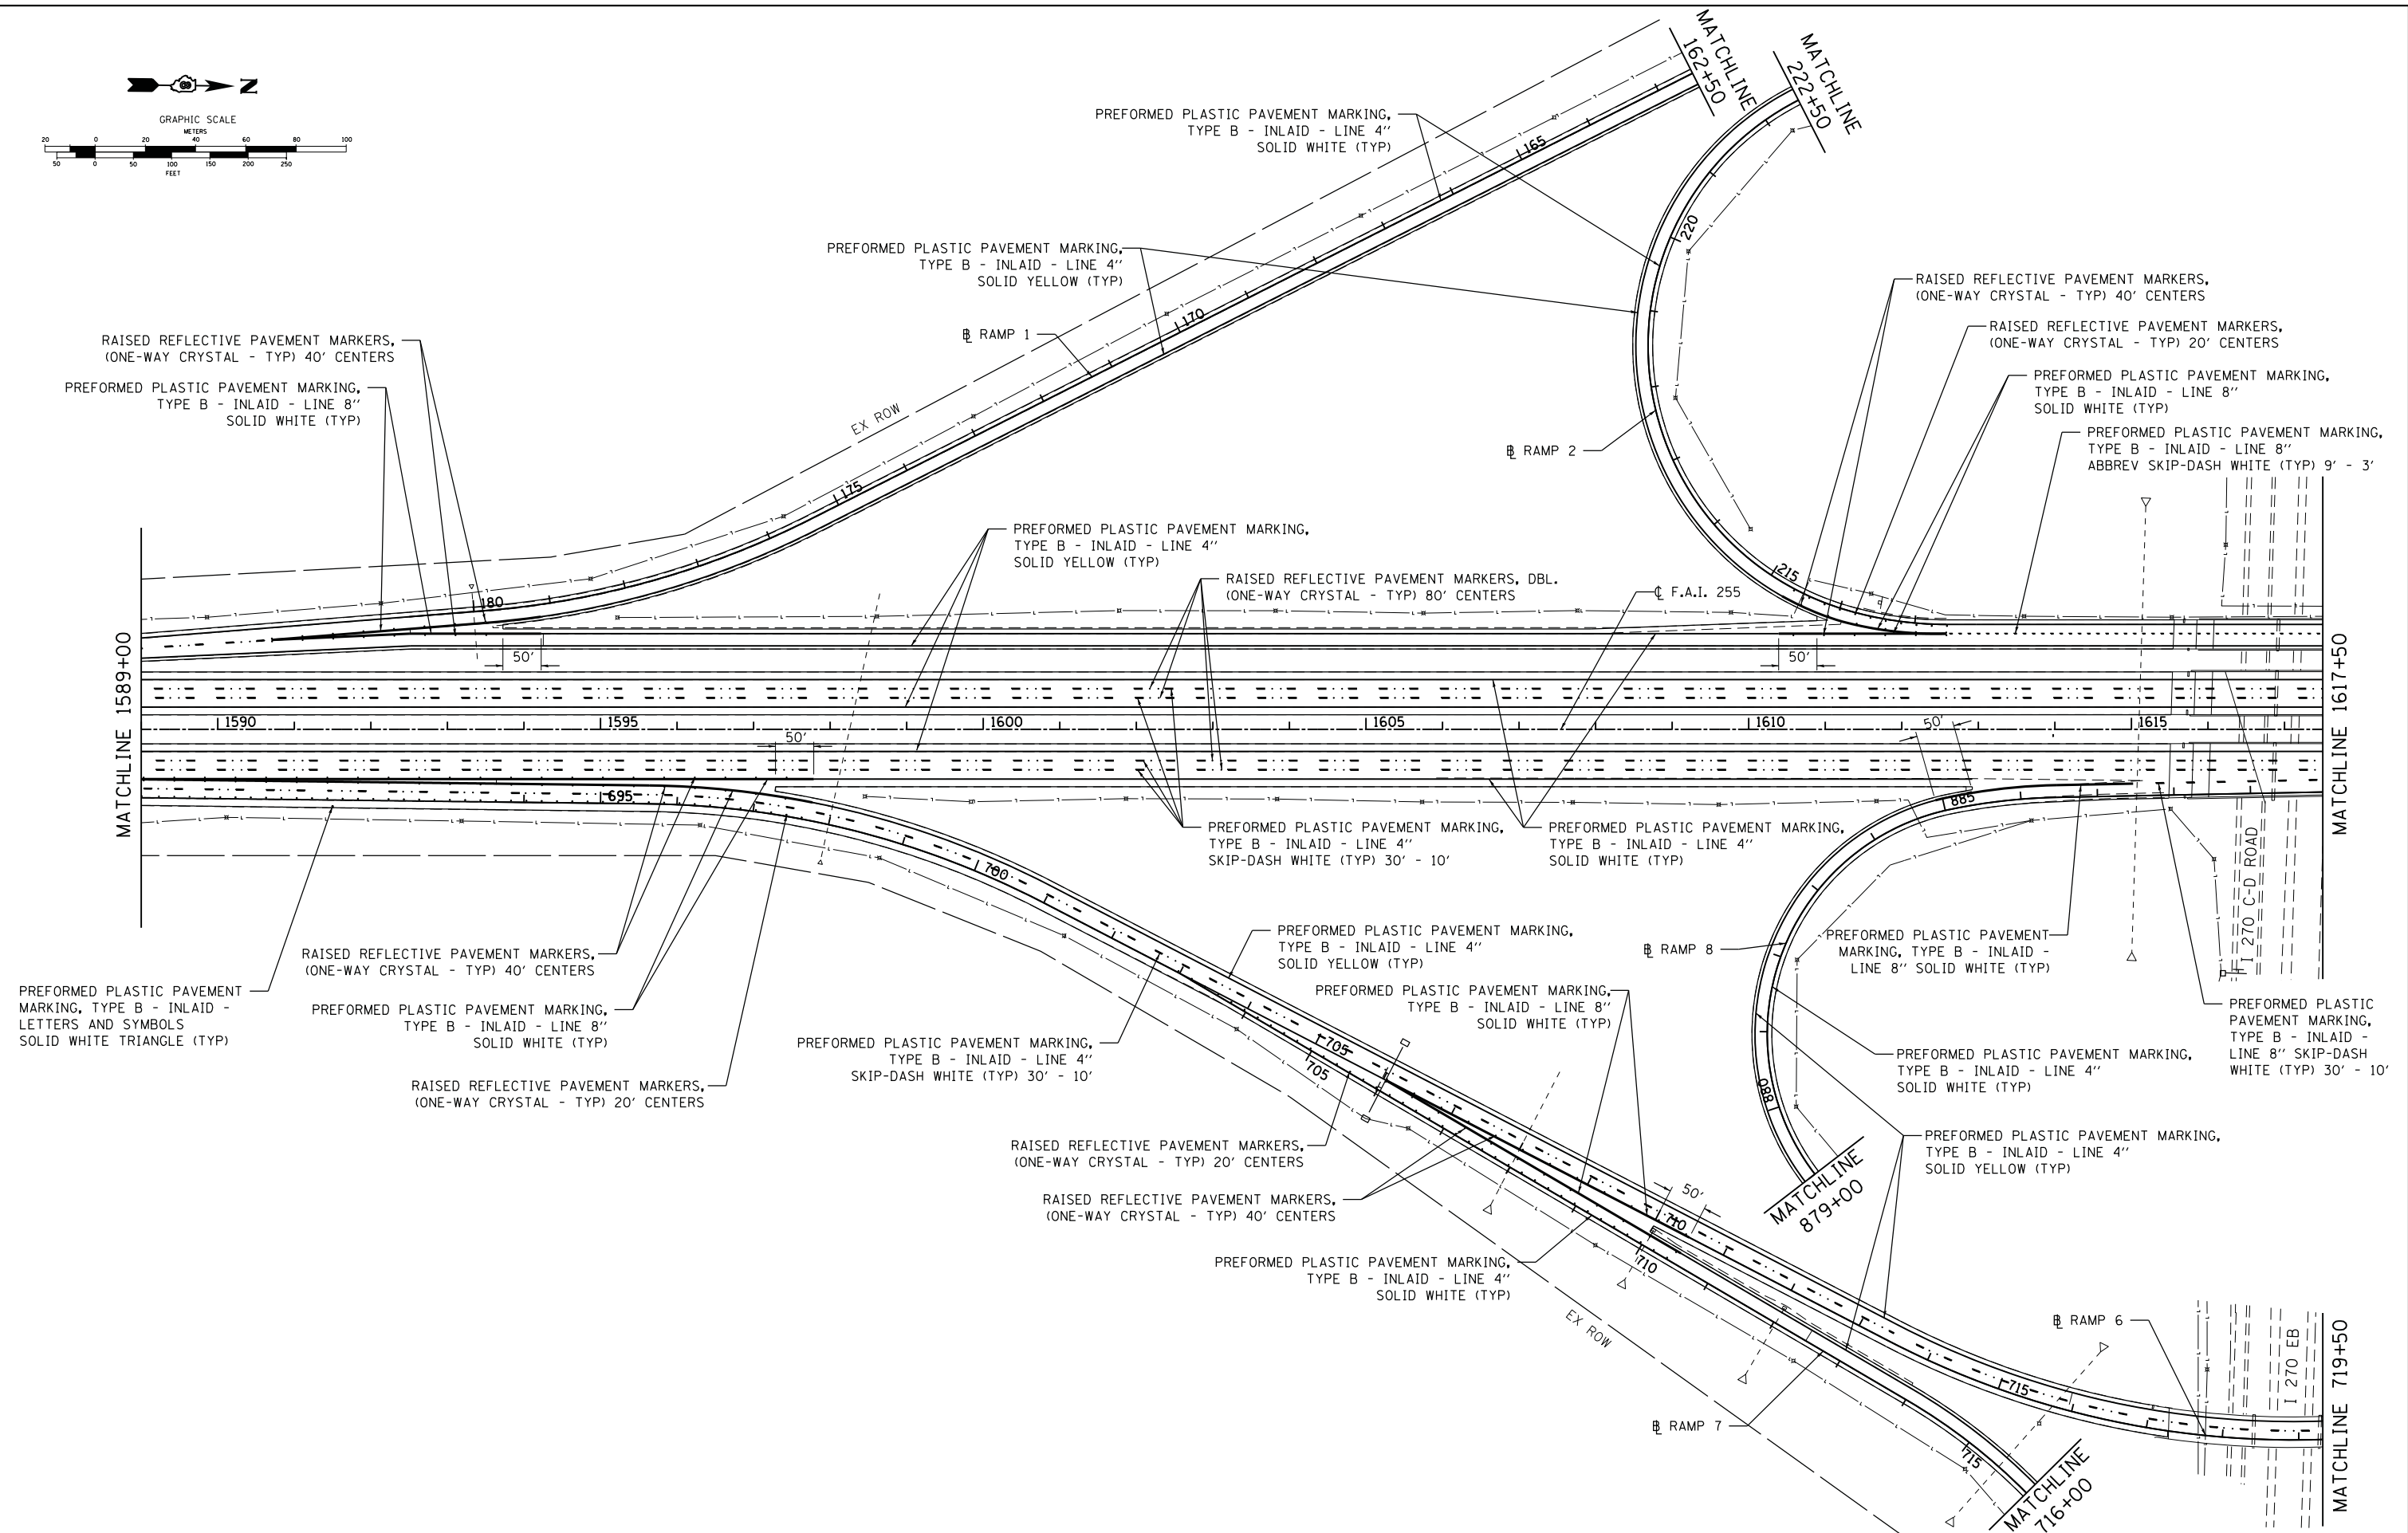 N
GRAPHIC SCALE
METERS
20 0 20 40 60 80 100
50 0 50 100 150 200 250
FEET
MATCHLINE
162+50
MATCHLINE
222+50
PREFORMED PLASTIC PAVEMENT MARKING,
TYPE B - INLAID - LINE 4''
SOLID WHITE (TYP)
165
220
PREFORMED PLASTIC PAVEMENT MARKING,
TYPE B - INLAID - LINE 4''
SOLID YELLOW (TYP)
170
RAMP 1
RAISED REFLECTIVE PAVEMENT MARKERS,
(ONE-WAY CRYSTAL - TYP) 40' CENTERS
RAISED REFLECTIVE PAVEMENT MARKERS,
(ONE-WAY CRYSTAL - TYP) 20' CENTERS
RAISED REFLECTIVE PAVEMENT MARKERS,
(ONE-WAY CRYSTAL - TYP) 40' CENTERS
PREFORMED PLASTIC PAVEMENT MARKING,
TYPE B - INLAID - LINE 8''
SOLID WHITE (TYP)
PREFORMED PLASTIC PAVEMENT MARKING,
TYPE B - INLAID - LINE 8''
SOLID WHITE (TYP)
EX ROW
PREFORMED PLASTIC PAVEMENT MARKING,
TYPE B - INLAID - LINE 8''
ABBREV SKIP-DASH WHITE (TYP) 9' - 3'
RAMP 2
175
PREFORMED PLASTIC PAVEMENT MARKING,
TYPE B - INLAID - LINE 4''
SOLID YELLOW (TYP)
RAISED REFLECTIVE PAVEMENT MARKERS, DBL.
(ONE-WAY CRYSTAL - TYP) 80' CENTERS
215
℄ F.A.I. 255
180
50'
50'
MATCHLINE 1589+00
MATCHLINE 1617+50
1590 1595 1600 1605 1610 1615
50'
50'
695
885
PREFORMED PLASTIC PAVEMENT MARKING,
TYPE B - INLAID - LINE 4''
SKIP-DASH WHITE (TYP) 30' - 10'
PREFORMED PLASTIC PAVEMENT MARKING,
TYPE B - INLAID - LINE 4''
SOLID WHITE (TYP)
700
I 270 C-D ROAD
RAISED REFLECTIVE PAVEMENT MARKERS,
(ONE-WAY CRYSTAL - TYP) 40' CENTERS
PREFORMED PLASTIC PAVEMENT MARKING,
TYPE B - INLAID - LINE 4''
SOLID YELLOW (TYP)
RAMP 8
PREFORMED PLASTIC PAVEMENT
MARKING, TYPE B - INLAID -
LINE 8'' SOLID WHITE (TYP)
PREFORMED PLASTIC PAVEMENT
MARKING, TYPE B - INLAID -
LETTERS AND SYMBOLS
SOLID WHITE TRIANGLE (TYP)
PREFORMED PLASTIC PAVEMENT MARKING,
TYPE B - INLAID - LINE 8''
SOLID WHITE (TYP)
PREFORMED PLASTIC PAVEMENT MARKING,
TYPE B - INLAID - LINE 8''
SOLID WHITE (TYP)
PREFORMED PLASTIC
PAVEMENT MARKING,
TYPE B - INLAID -
LINE 8'' SKIP-DASH
WHITE (TYP) 30' - 10'
PREFORMED PLASTIC PAVEMENT MARKING,
TYPE B - INLAID - LINE 4''
SKIP-DASH WHITE (TYP) 30' - 10'
705
705
PREFORMED PLASTIC PAVEMENT MARKING,
TYPE B - INLAID - LINE 4''
SOLID WHITE (TYP)
RAISED REFLECTIVE PAVEMENT MARKERS,
(ONE-WAY CRYSTAL - TYP) 20' CENTERS
880
RAISED REFLECTIVE PAVEMENT MARKERS,
(ONE-WAY CRYSTAL - TYP) 20' CENTERS
PREFORMED PLASTIC PAVEMENT MARKING,
TYPE B - INLAID - LINE 4''
SOLID YELLOW (TYP)
RAISED REFLECTIVE PAVEMENT MARKERS,
(ONE-WAY CRYSTAL - TYP) 40' CENTERS
50'
MATCHLINE
879+00
710
710
PREFORMED PLASTIC PAVEMENT MARKING,
TYPE B - INLAID - LINE 4''
SOLID WHITE (TYP)
EX ROW
RAMP 6
I 270 EB
MATCHLINE 719+50
715
RAMP 7
715
MATCHLINE
716+00